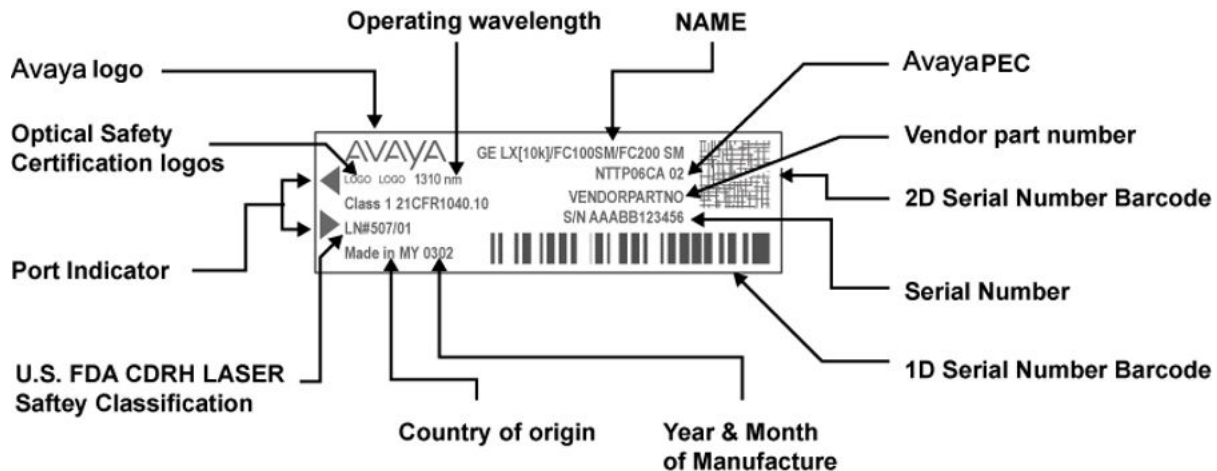 Operating wavelength
NAME
Avaya logo
Avaya PEC
Optical Safety
Certification logos
Vendor part number
AVAYA
GE LX[10k]/FC100SM/FC200 SM
LOGO LOGO 1310 nm
NTTP06CA 02
Class 1 21CFR1040.10
VENDORPARTNO
2D Serial Number Barcode
LN#507/01
S/N AAABB123456
Made in MY 0302
Port Indicator
Serial Number
U.S. FDA CDRH LASER
Saftey Classification
1D Serial Number Barcode
Country of origin
Year & Month
of Manufacture